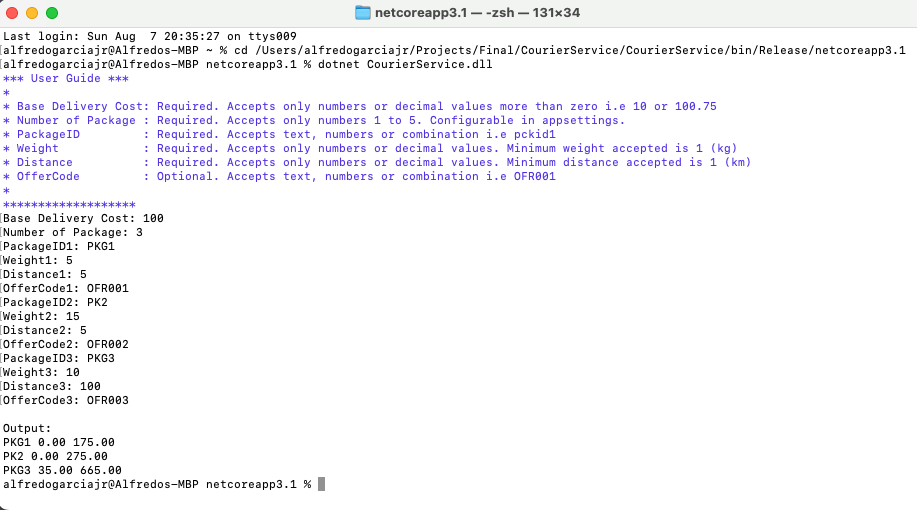 netcoreapp3.1 — -zsh — 131×34
Last login: Sun Aug  7 20:35:27 on ttys009
[alfredogarciajr@Alfredos-MBP ~ % cd /Users/alfredogarciajr/Projects/Final/CourierService/CourierService/bin/Release/netcoreapp3.1
[alfredogarciajr@Alfredos-MBP netcoreapp3.1 % dotnet CourierService.dll
*** User Guide ***
*
* Base Delivery Cost: Required. Accepts only numbers or decimal values more than zero i.e 10 or 100.75
* Number of Package : Required. Accepts only numbers 1 to 5. Configurable in appsettings.
* PackageID         : Required. Accepts text, numbers or combination i.e pckid1
* Weight            : Required. Accepts only numbers or decimal values. Minimum weight accepted is 1 (kg)
* Distance          : Required. Accepts only numbers or decimal values. Minimum distance accepted is 1 (km)
* OfferCode         : Optional. Accepts text, numbers or combination i.e OFR001
*
*******************
[Base Delivery Cost: 100
[Number of Package: 3
[PackageID1: PKG1
[Weight1: 5
[Distance1: 5
[OfferCode1: OFR001
[PackageID2: PK2
[Weight2: 15
[Distance2: 5
[OfferCode2: OFR002
[PackageID3: PKG3
[Weight3: 10
[Distance3: 100
[OfferCode3: OFR003
Output:
PKG1 0.00 175.00
PK2 0.00 275.00
PKG3 35.00 665.00
alfredogarciajr@Alfredos-MBP netcoreapp3.1 %